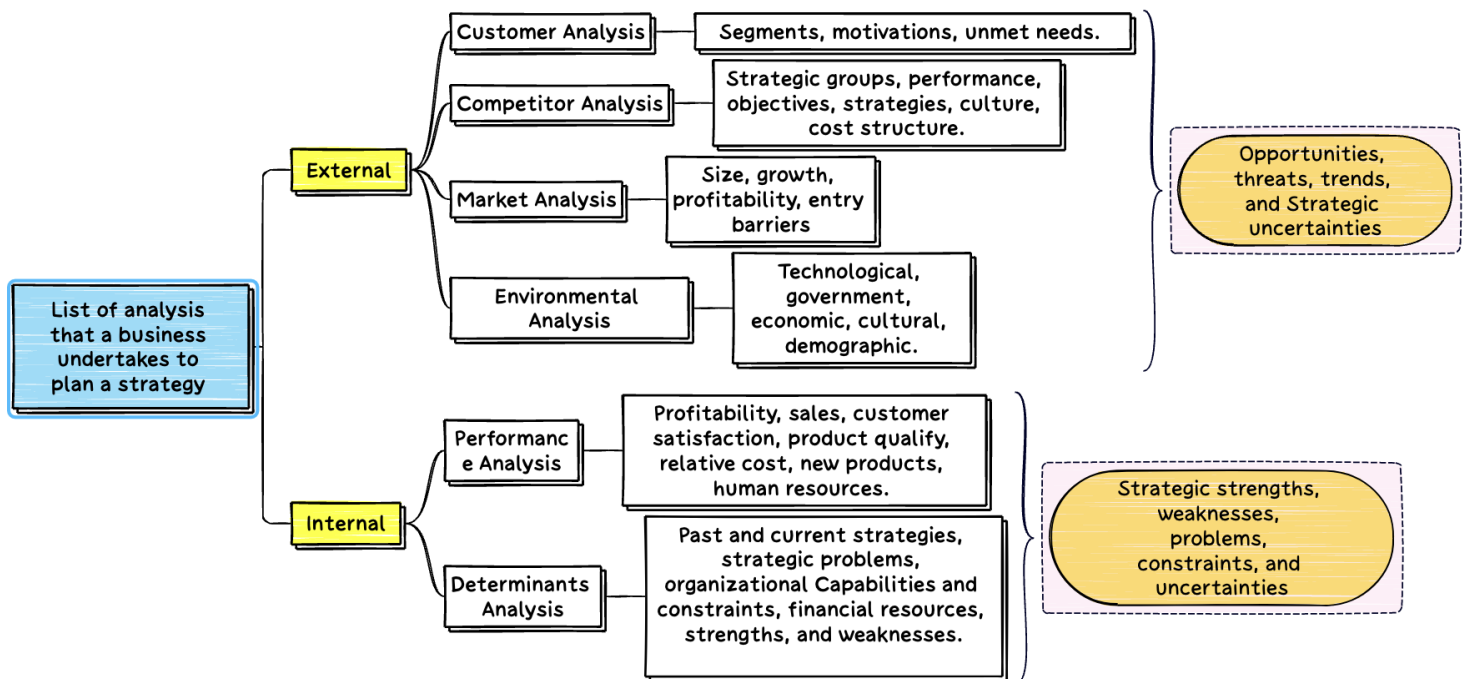 List of analysis
that a business
undertakes to
plan a strategy
External
Customer Analysis
Segments, motivations, unmet needs.
Competitor Analysis
Strategic groups, performance,
objectives, strategies, culture,
cost structure.
Market Analysis
Size, growth,
profitability, entry
barriers
Environmental
Analysis
Technological,
government,
economic, cultural,
demographic.
Opportunities,
threats, trends,
and Strategic
uncertainties
Internal
Performanc
e Analysis
Profitability, sales, customer
satisfaction, product qualify,
relative cost, new products,
human resources.
Determinants
Analysis
Past and current strategies,
strategic problems,
organizational Capabilities and
constraints, financial resources,
strengths, and weaknesses.
Strategic strengths,
weaknesses,
problems,
constraints, and
uncertainties